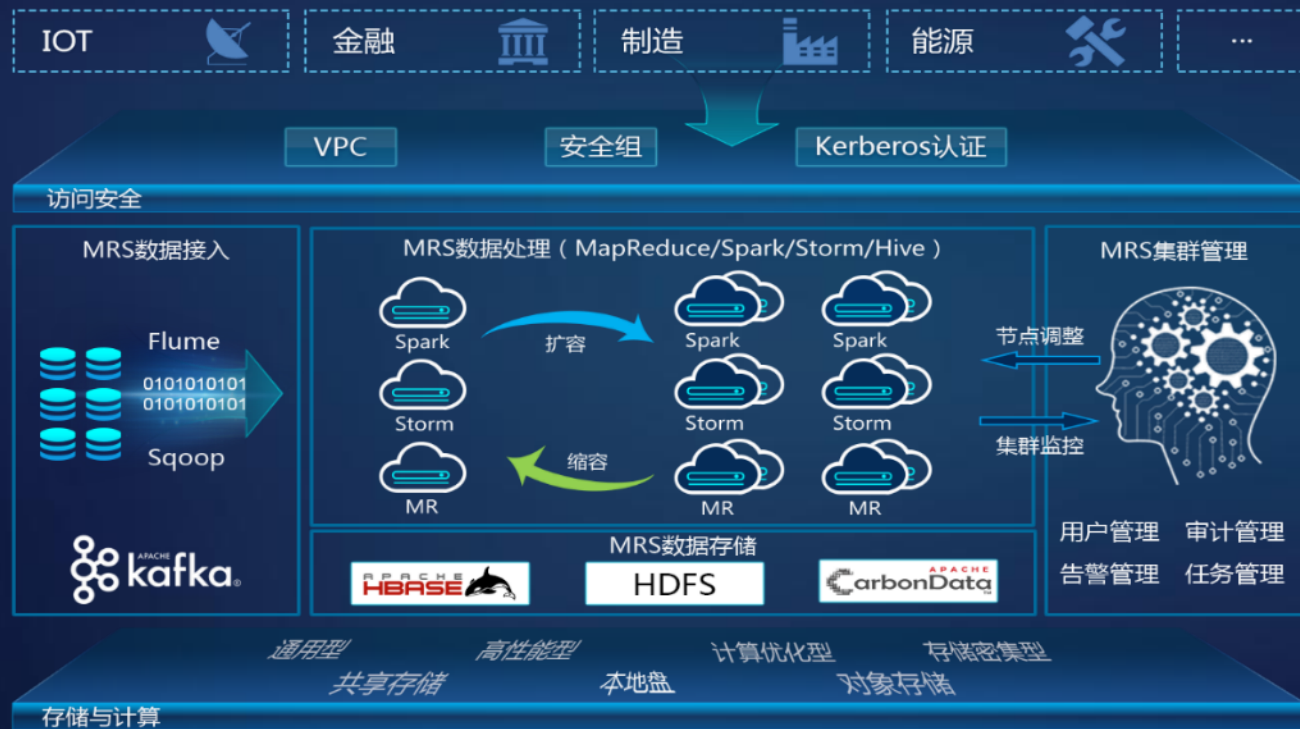 IOT
金融
制造
能源
...
VPC
安全组
Kerberos认证
访问安全
MRS数据接入
Flume
0101010101
0101010101
Sqoop
APACHE
kafka®
MRS数据处理（MapReduce/Spark/Storm/Hive）
Spark
扩容
Spark
Spark
Storm
Storm
Storm
缩容
MR
MR
MR
MRS数据存储
APACHE
HBASE
HDFS
APACHE
CarbonData™
MRS集群管理
节点调整
集群监控
用户管理 审计管理
告警管理 任务管理
通用型 高性能型 计算优化型 存储密集型
共享存储 本地盘 对象存储
存储与计算